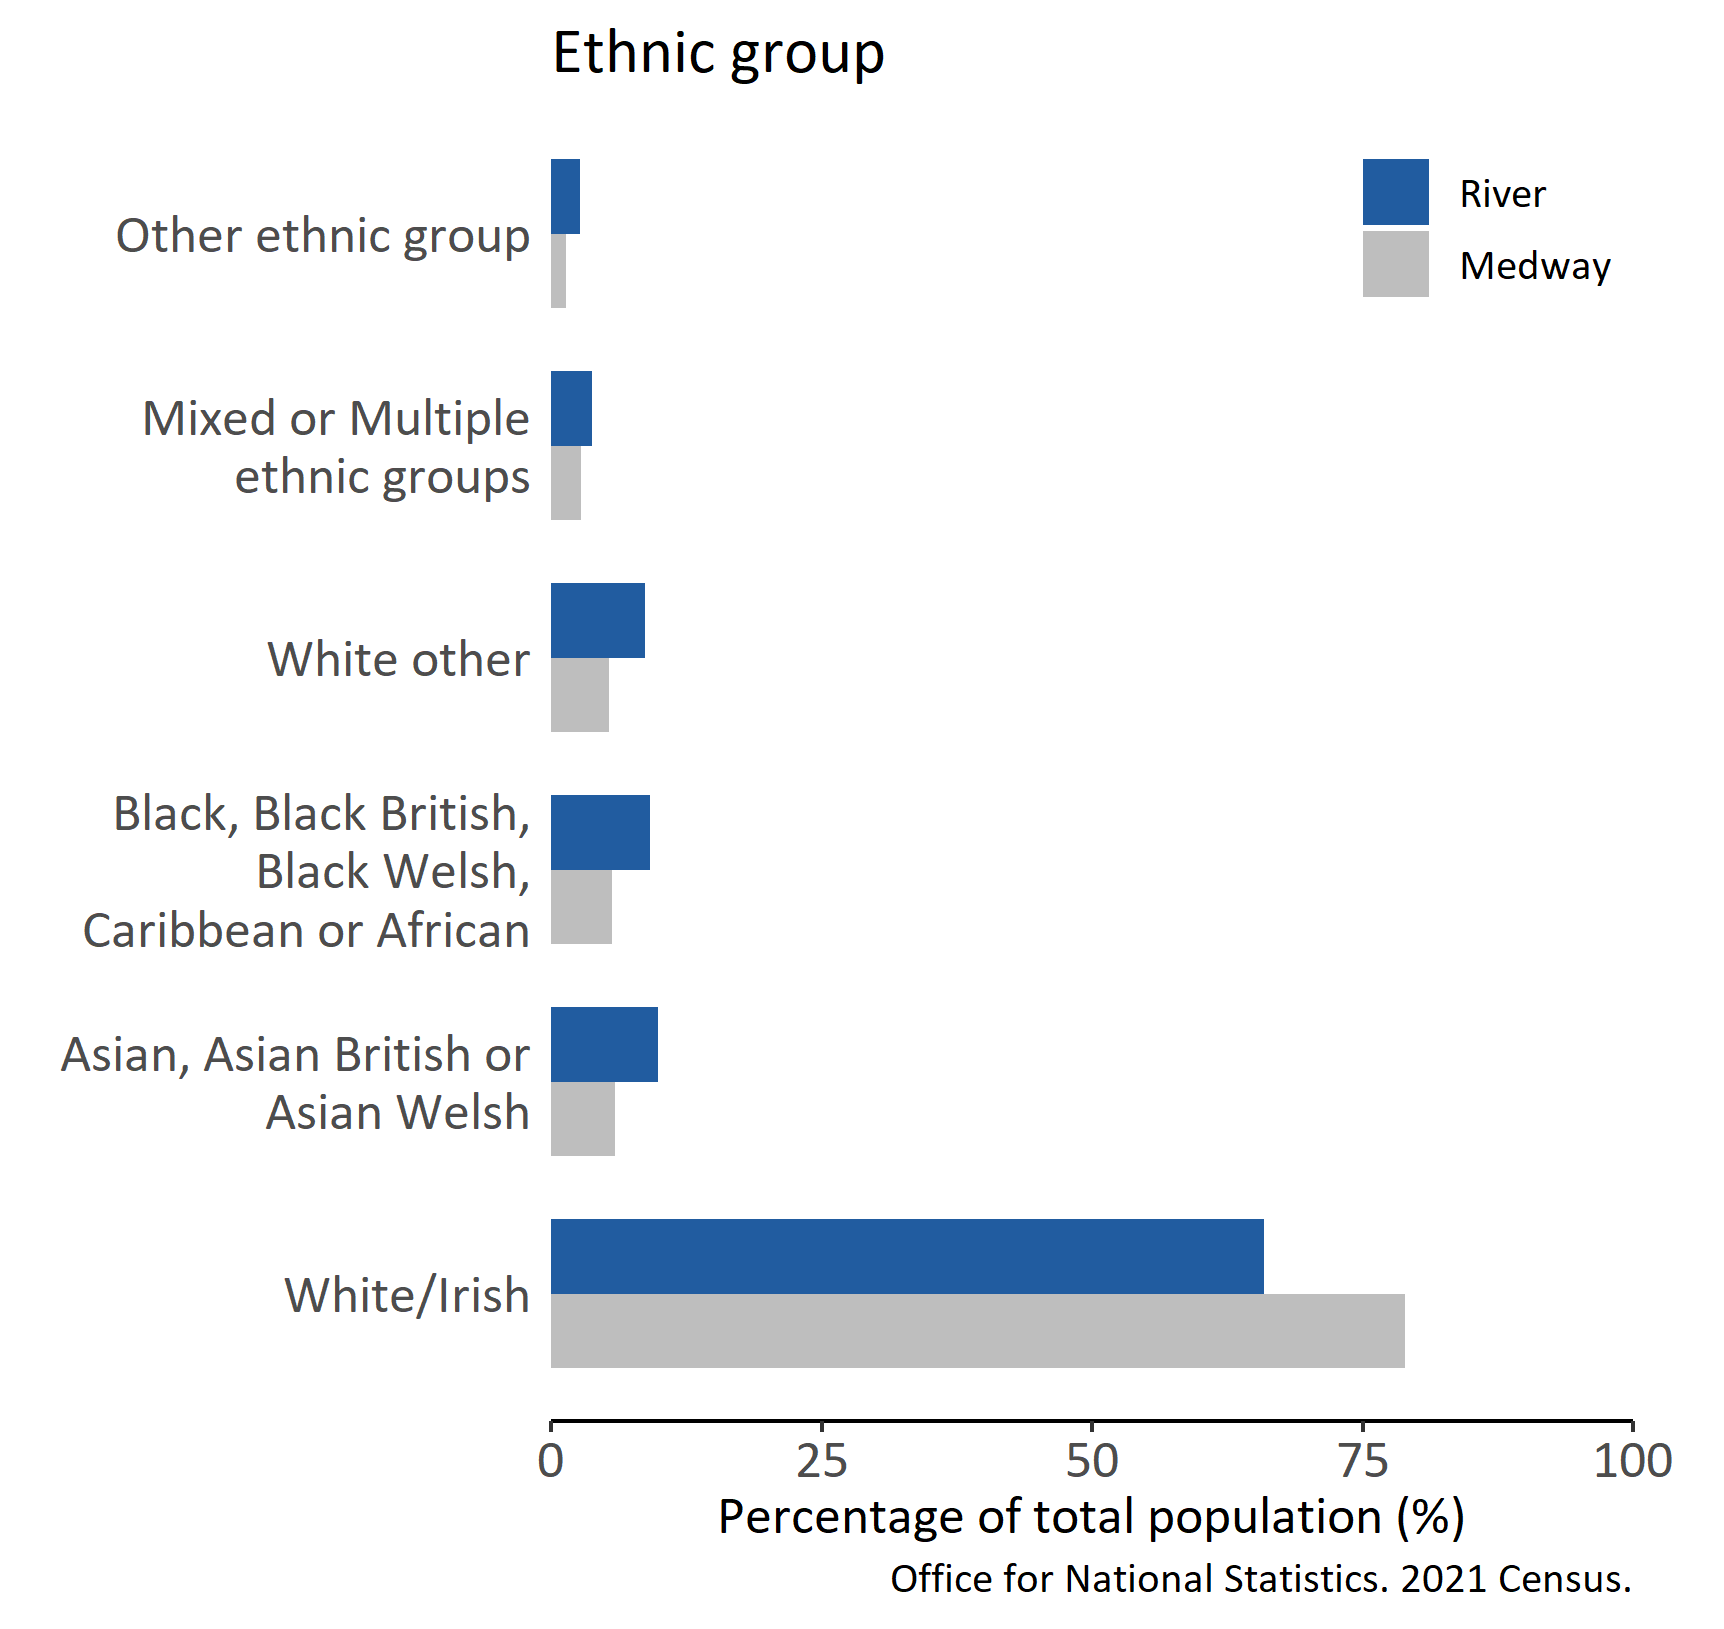 Ethnic group
River
Medway
Other ethnic group
Mixed or Multiple
ethnic groups
White other
Black, Black British,
Black Welsh,
Caribbean or African
Asian, Asian British or
Asian Welsh
White/Irish
0 25 50 75 100
Percentage of total population (%)
Office for National Statistics. 2021 Census.